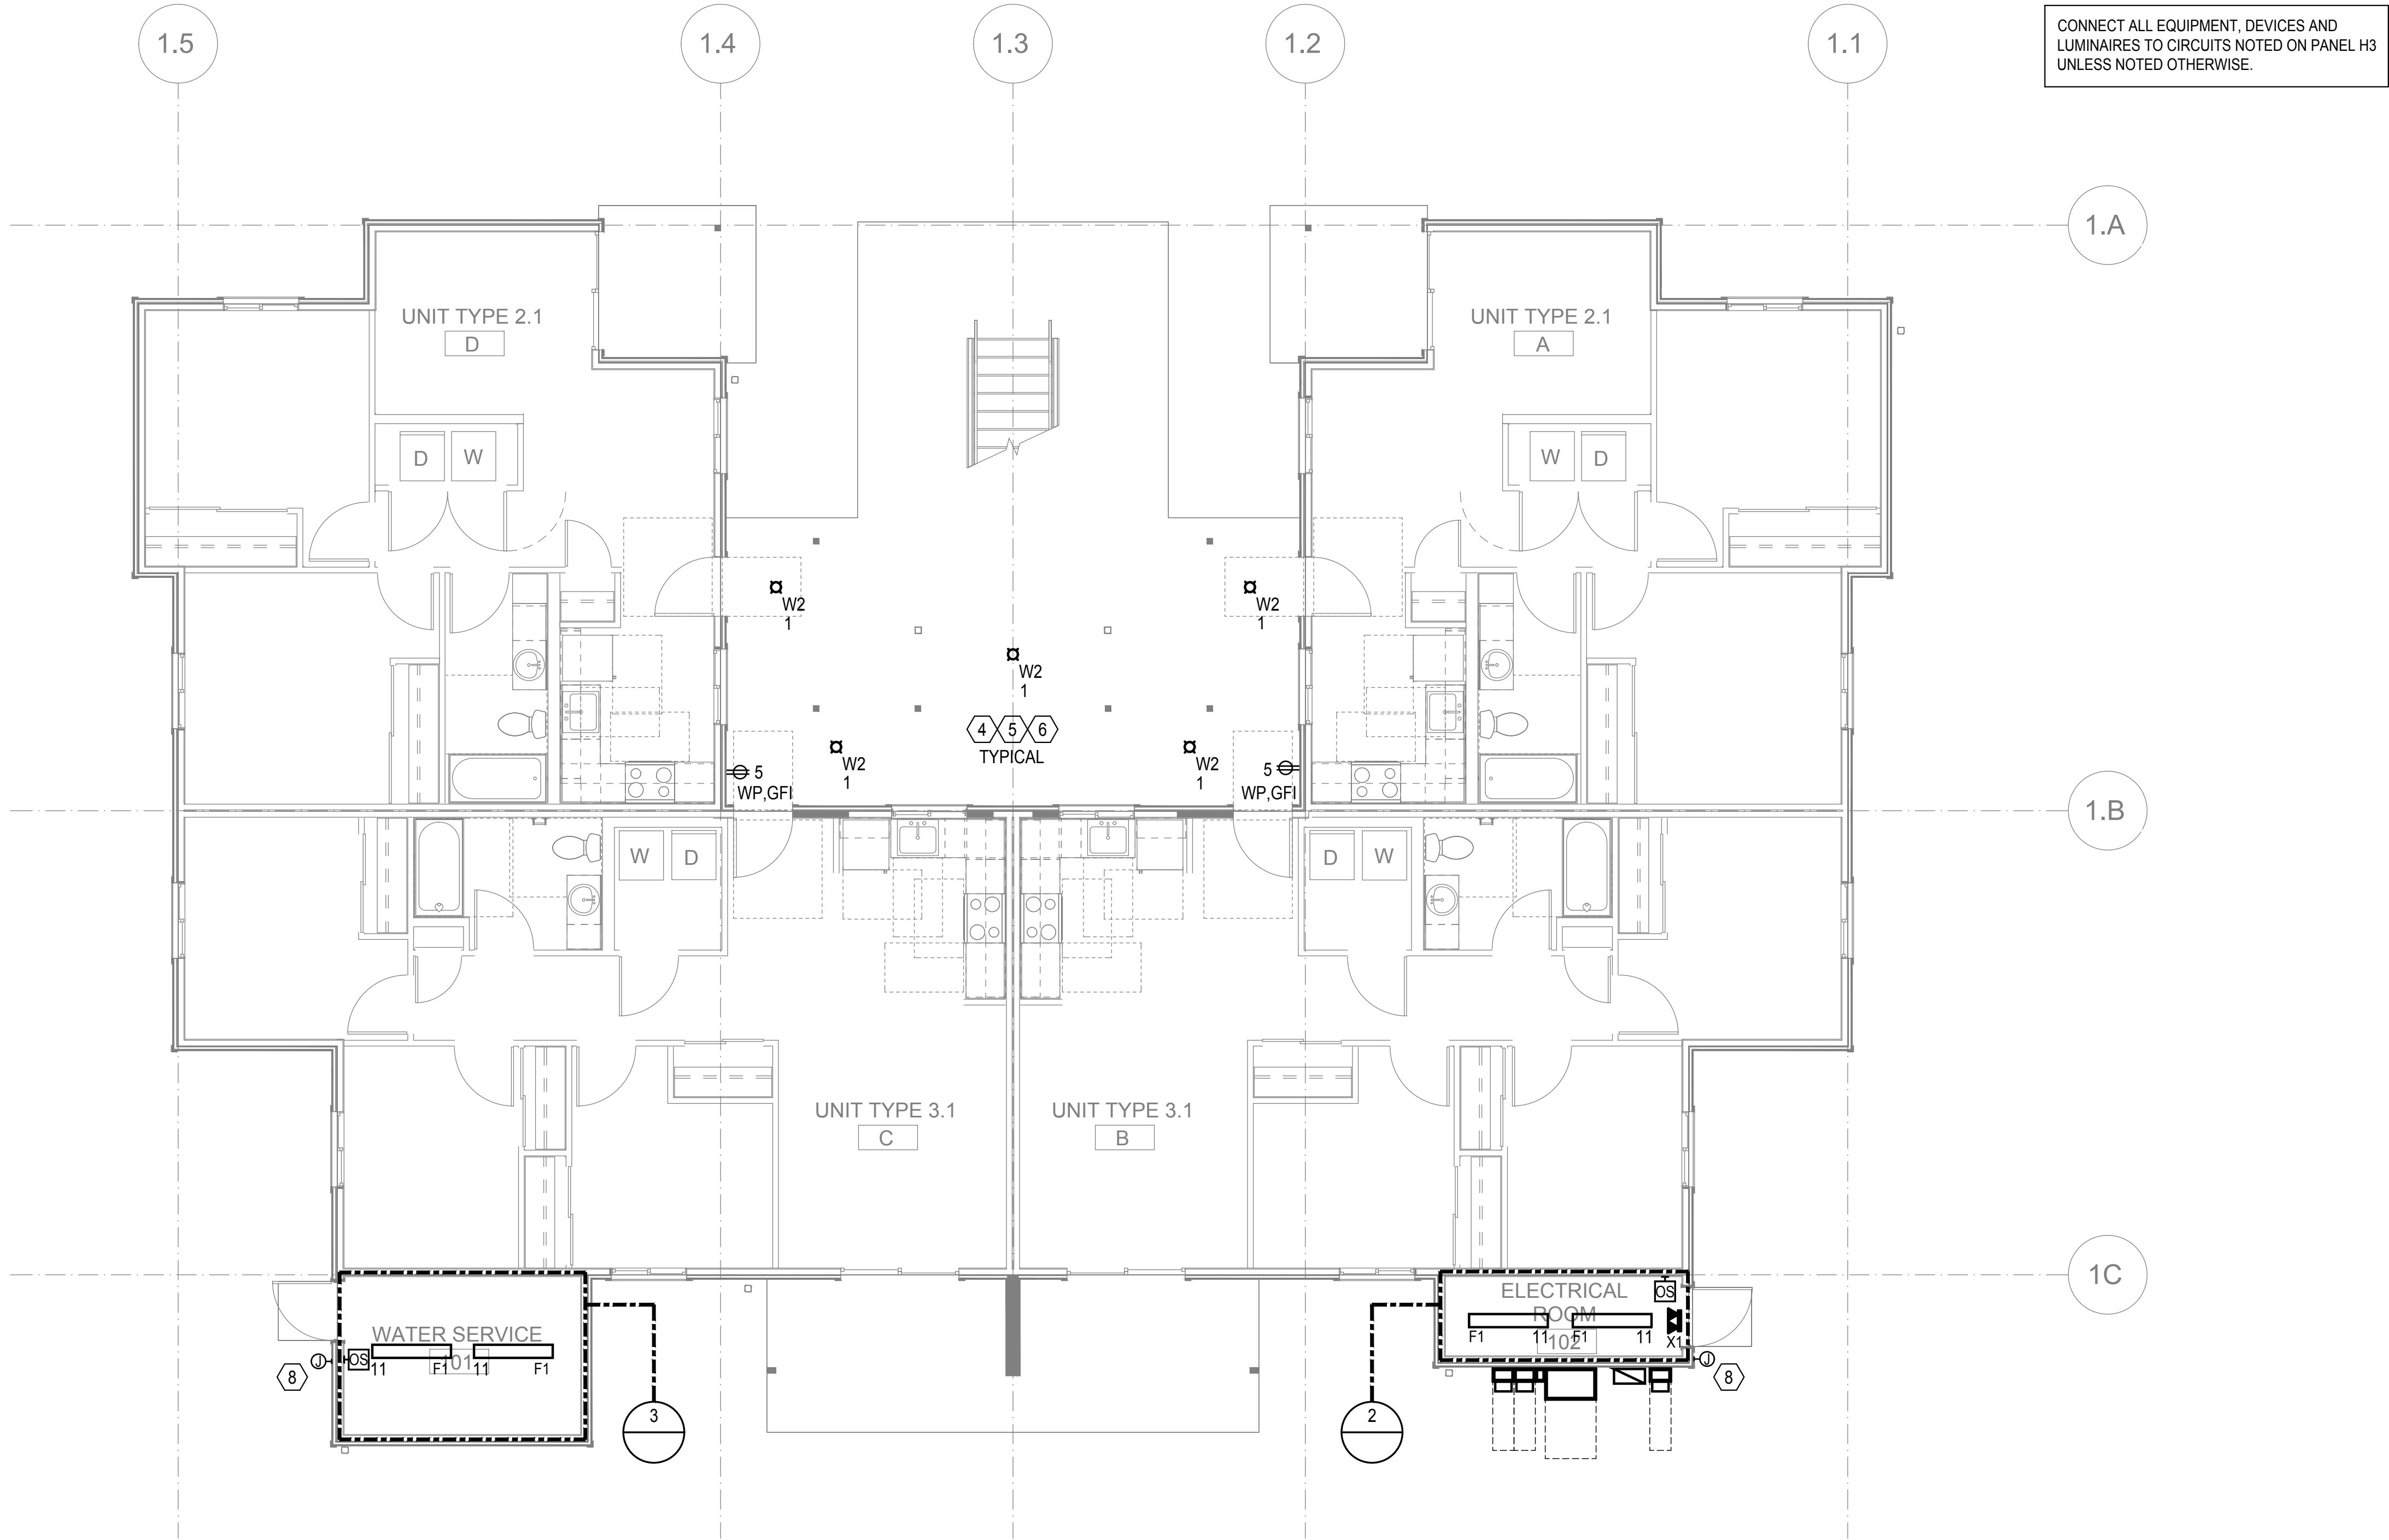 1.5
1.4
1.3
1.2
1.1
CONNECT ALL EQUIPMENT, DEVICES AND
LUMINAIRES TO CIRCUITS NOTED ON PANEL H3
UNLESS NOTED OTHERWISE.
1.A
UNIT TYPE 2.1
D
UNIT TYPE 2.1
A
D
W
W
D
W2
1
W2
1
W2
1
4
5
6
TYPICAL
W2
1
W2
1
5
WP,GFI
5
WP,GFI
1.B
W
D
D
W
UNIT TYPE 3.1
C
UNIT TYPE 3.1
B
1C
ELECTRICAL
ROOM
102
OS
F1
11
F1
11
X1
J
8
WATER SERVICE
101
J
OS
11
F1
11
F1
8
3
2